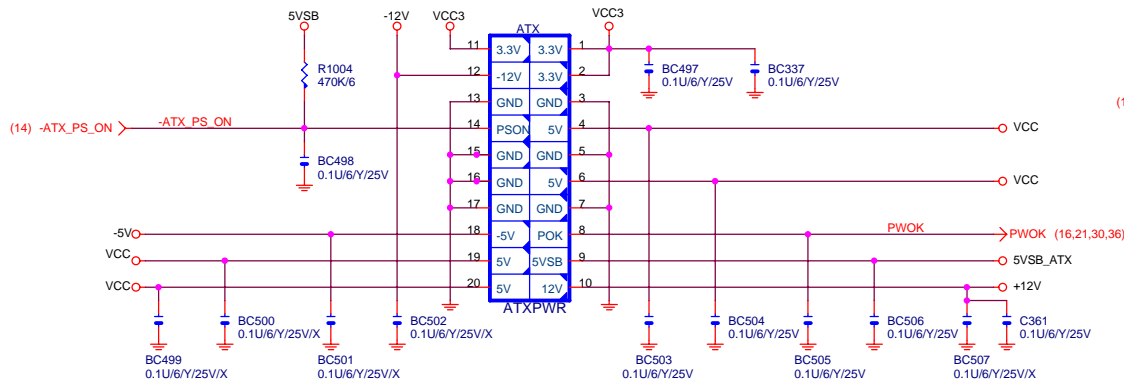 5VSB -12V VCC3 ATX VCC3
11 3.3V 3.3V 1
R1004
470K/6
12 -12V 3.3V 2
BC497
0.1U/6/Y/25V
BC337
0.1U/6/Y/25V
13 GND GND 3
(14) -ATX_PS_ON -ATX_PS_ON 14 PSON 5V 4 VCC
(1
15 GND GND 5
BC498
0.1U/6/Y/25V
16 GND 5V 6 VCC
17 GND GND 7
-5V 18 -5V POK 8 PWOK PWOK (16,21,30,36)
VCC 19 5V 5VSB 9 5VSB_ATX
VCC 20 5V 12V 10 +12V
ATXPWR
BC500
0.1U/6/Y/25V/X
BC502
0.1U/6/Y/25V
BC504
0.1U/6/Y/25V
BC506
0.1U/6/Y/25V
C361
0.1U/6/Y/25V
BC499
0.1U/6/Y/25V/X
BC501
0.1U/6/Y/25V/X
BC503
0.1U/6/Y/25V
BC505
0.1U/6/Y/25V
BC507
0.1U/6/Y/25V/X